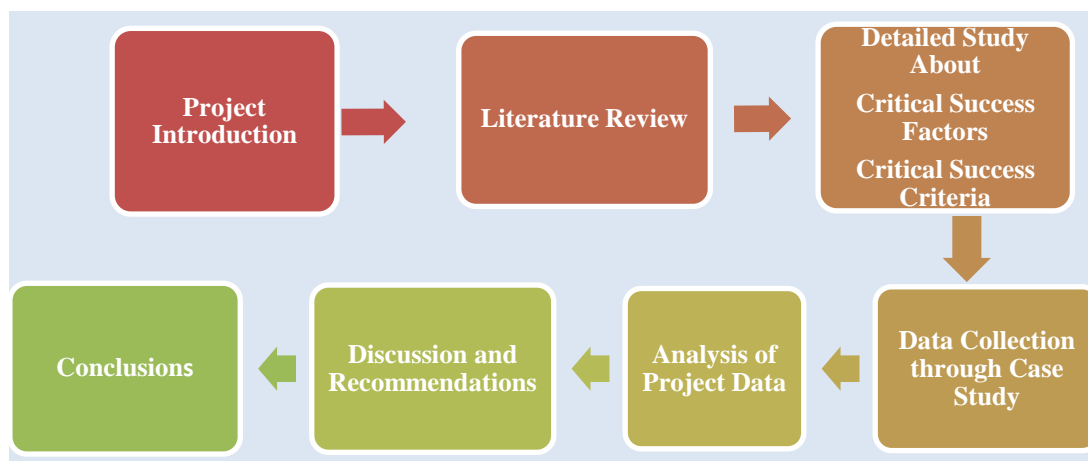 Project
Introduction
Literature Review
Detailed Study
About
Critical Success
Factors
Critical Success
Criteria
Data Collection
through Case
Study
Analysis of
Project Data
Discussion and
Recommendations
Conclusions